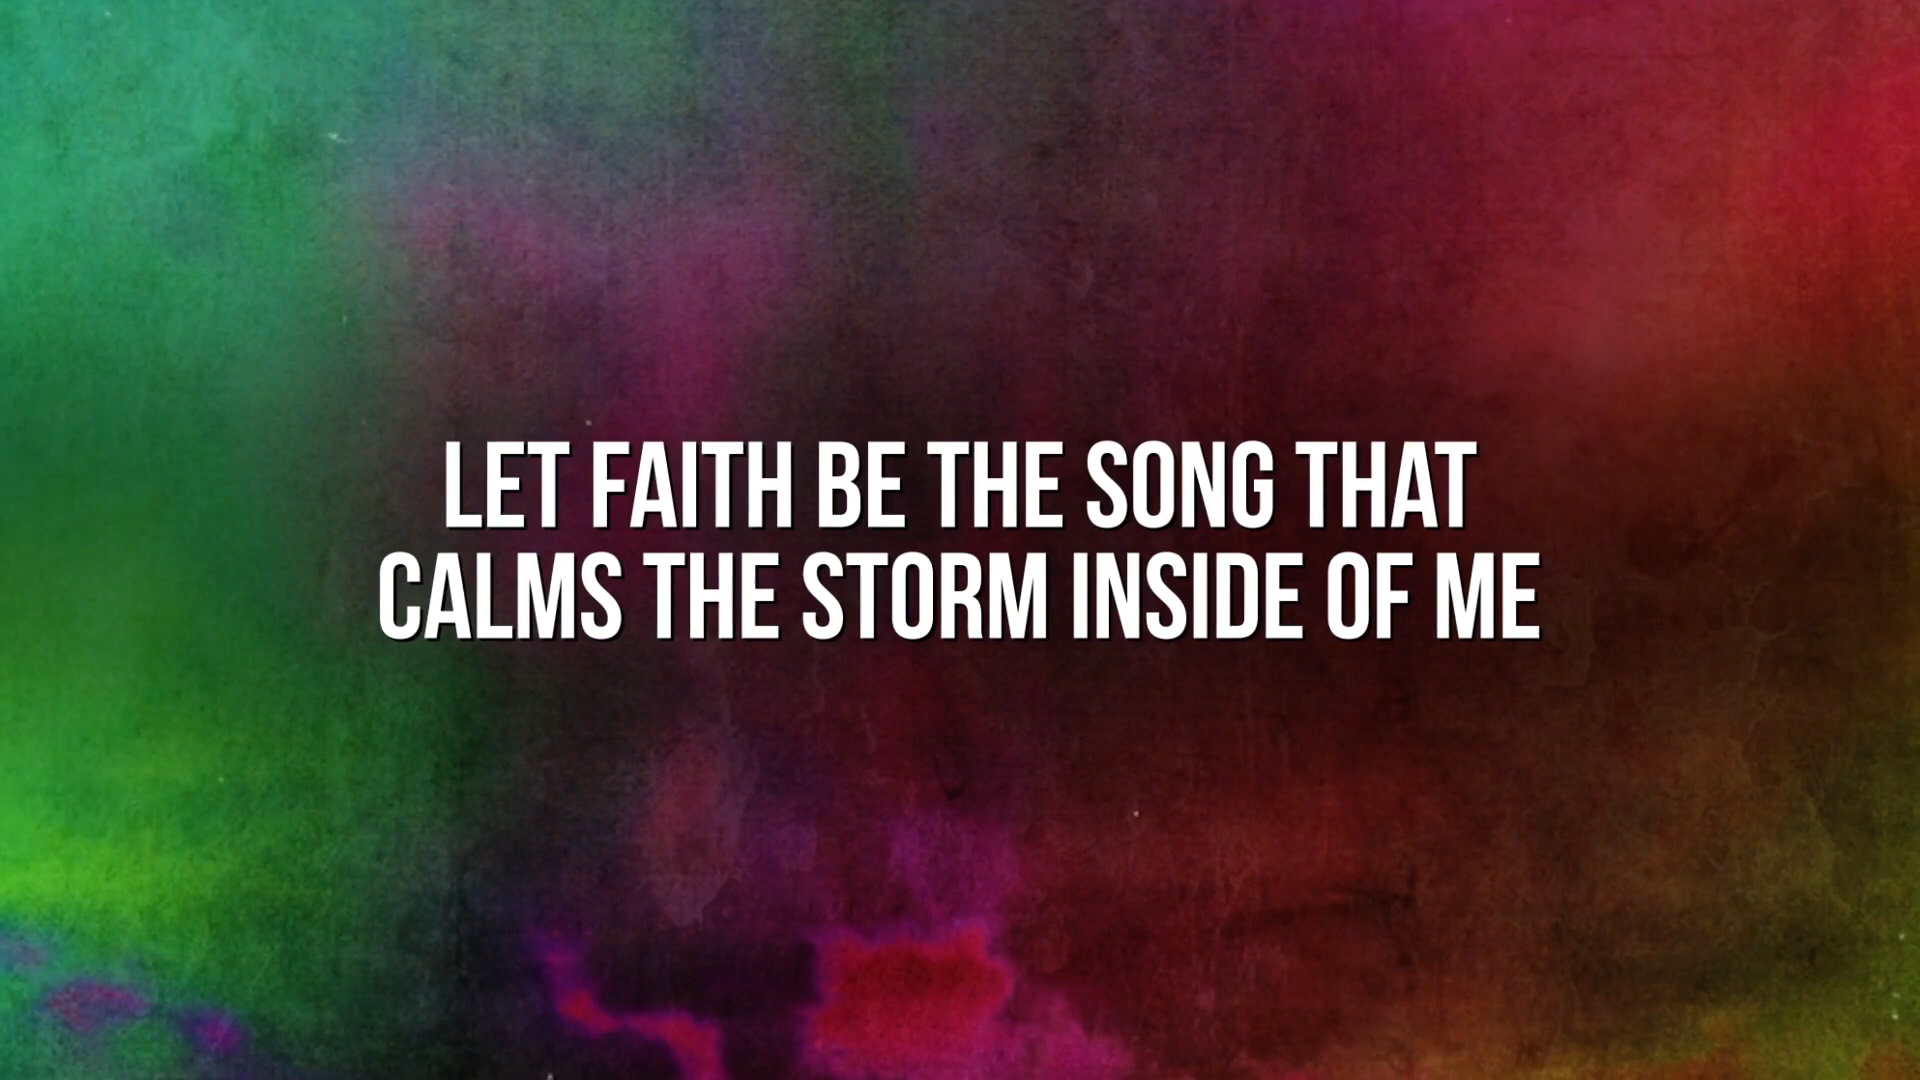 LET FAITH BE THE SONG THAT
CALMS THE STORM INSIDE OF ME